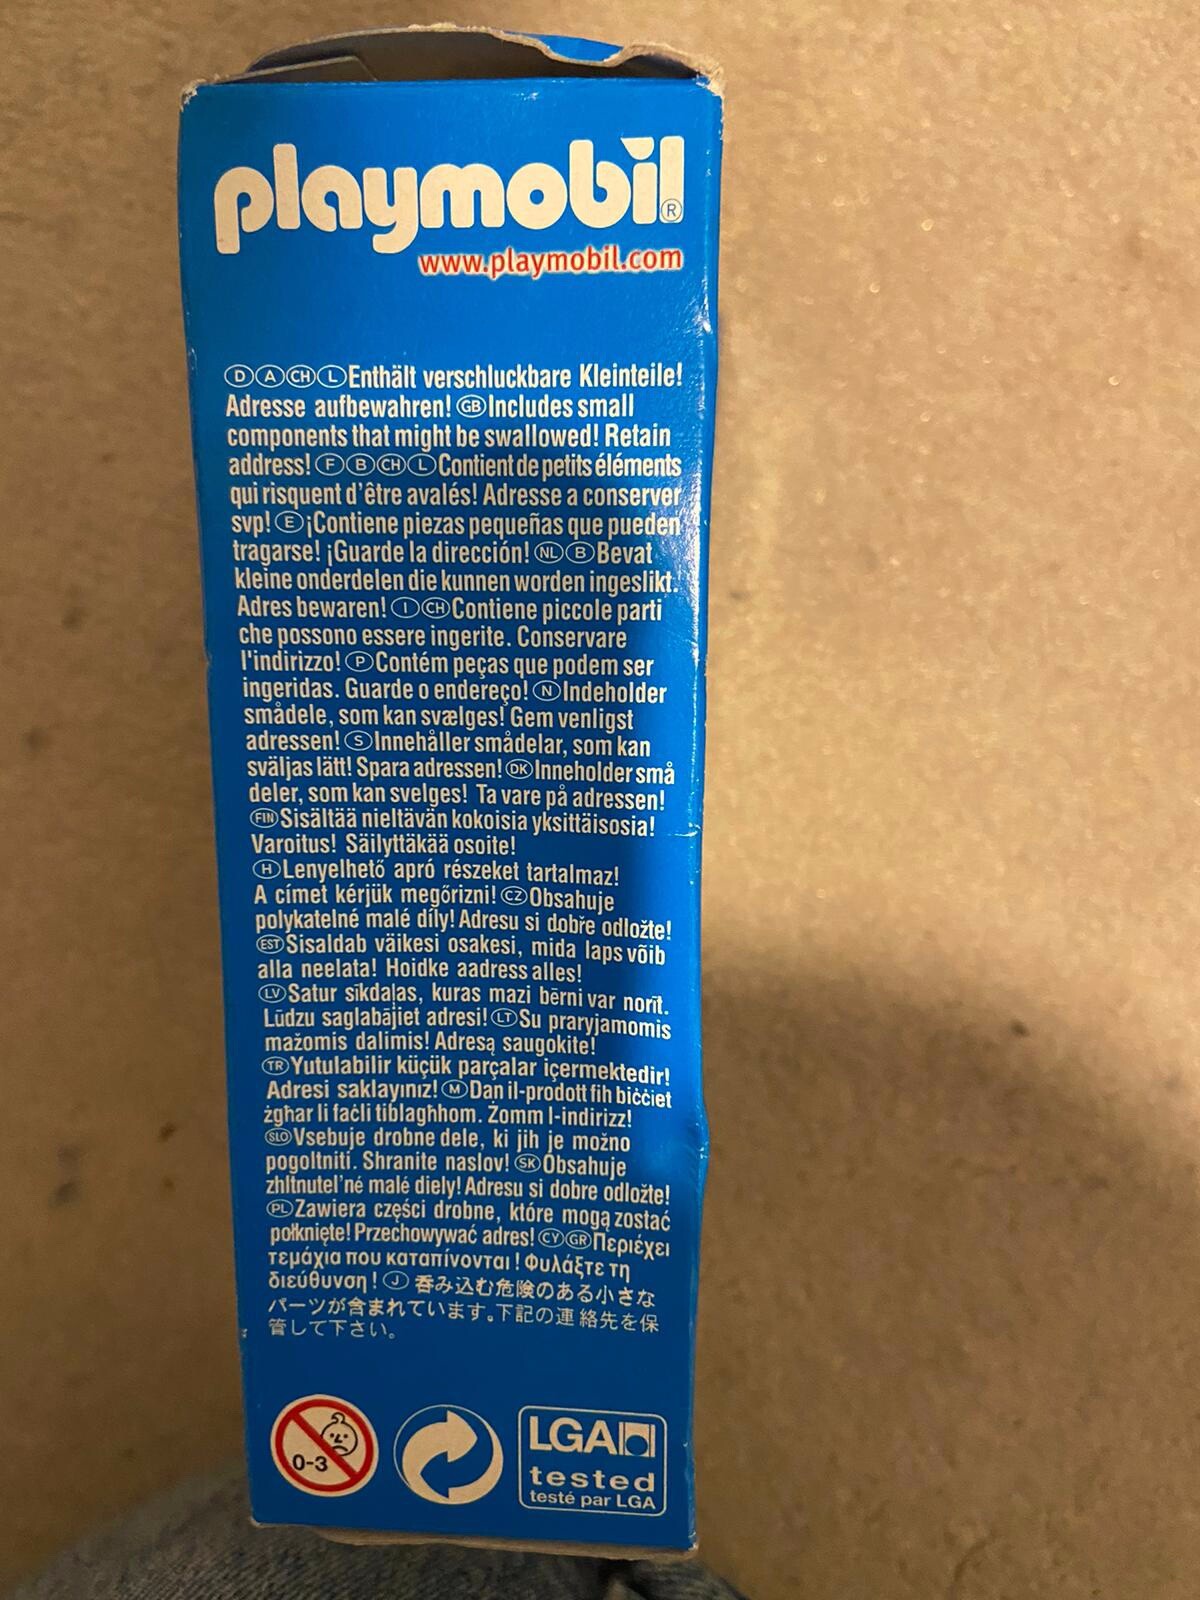 playmobil®
www.playmobil.com
D A CH L Enthält verschluckbare Kleinteile!
Adresse aufbewahren! GB Includes small
components that might be swallowed! Retain
address! F B CH L Contient de petits éléments
qui risquent d'être avalés! Adresse a conserver
svp! E ¡Contiene piezas pequeñas que pueden
tragarse! ¡Guarde la dirección! NL B Bevat
kleine onderdelen die kunnen worden ingeslikt.
Adres bewaren! I CH Contiene piccole parti
che possono essere ingerite. Conservare
l'indirizzo! P Contém peças que podem ser
ingeridas. Guarde o endereço! N Indeholder
smådele, som kan svælges! Gem venligst
adressen! S Innehåller smådelar, som kan
sväljas lätt! Spara adressen! DK Inneholder små
deler, som kan svelges! Ta vare på adressen!
FIN Sisältää nieltävän kokoisia yksittäisosia!
Varoitus! Säilyttäkää osoite!
H Lenyelhető apró részeket tartalmaz!
A címet kérjük megőrizni! CZ Obsahuje
polykatelné malé díly! Adresu si dobře odložte!
EST Sisaldab väikesi osakesi, mida laps võib
alla neelata! Hoidke aadress alles!
LV Satur sīkdaļas, kuras mazi bērni var norīt.
Lūdzu saglabājiet adresi! LT Su praryjamomis
mažomis dalimis! Adresą saugokite!
TR Yutulabilir küçük parçalar içermektedir!
Adresi saklayınız! M Dan il-prodott fih biċċiet
żgħar li faċli tiblagħhom. Żomm l-indirizz!
SLO Vsebuje drobne dele, ki jih je možno
pogoltniti. Shranite naslov! SK Obsahuje
zhltnutel'né malé diely! Adresu si dobre odložte!
PL Zawiera części drobne, które mogą zostać
połknięte! Przechowywać adres! CY GR Περιέχει
τεμάχια που καταπίνονται! Φυλάξτε τη
διεύθυνση! J 呑み込む危険のある小さな
パーツが含まれています。下記の連絡先を保
管して下さい。
0-3
LGA
tested
testé par LGA